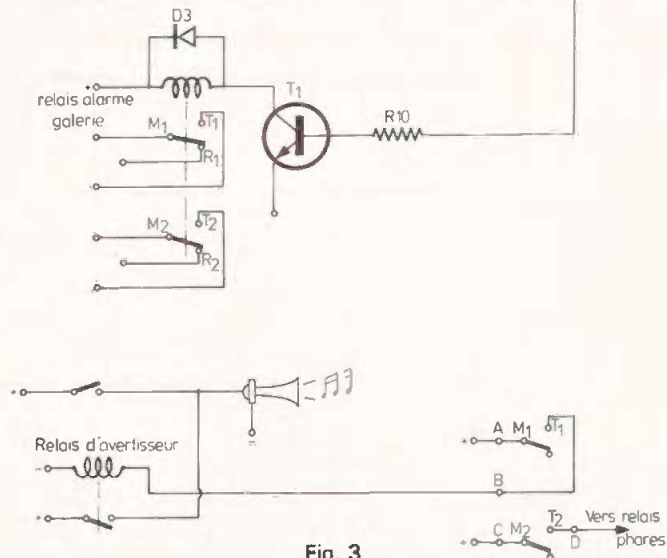 D3
+
relais alarme
galerie
T1
R10
M1
T1
R1
M2
T2
R2
+
Relais d'avertisseur
-
+
=
+
A
M1
T1
B
+
C
M2
T2
D
Vers relais
phares
Fig. 3